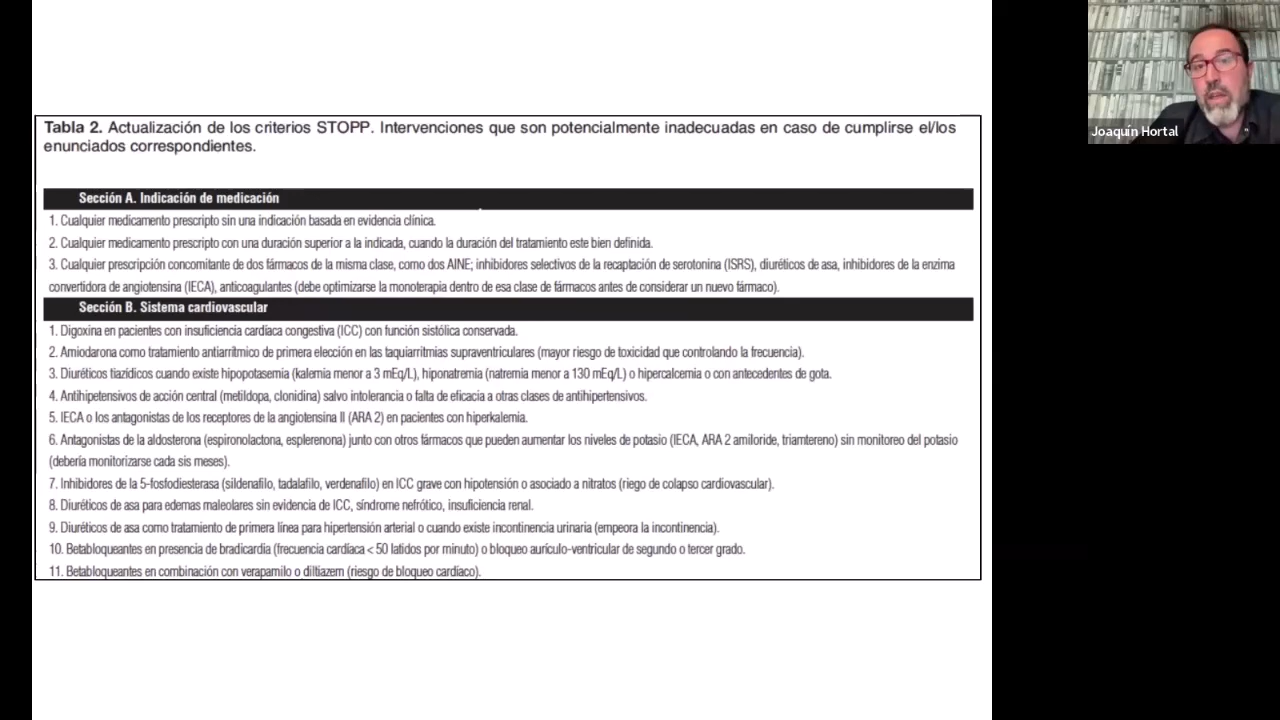 Tabla 2. Actualización de los criterios STOPP. Intervenciones que son potencialmente inadecuadas en caso de cumplirse el/los
enunciados correspondientes.
Sección A. Indicación de medicación
1. Cualquier medicamento prescripto sin una indicación basada en evidencia clínica.
2. Cualquier medicamento prescripto con una duración superior a la indicada, cuando la duración del tratamiento este bien definida.
3. Cualquier prescripción concomitante de dos fármacos de la misma clase, como dos AINE; inhibidores selectivos de la recaptación de serotonina (ISRS), diuréticos de asa, inhibidores de la enzima
convertidora de angiotensina (IECA), anticoagulantes (debe optimizarse la monoterapia dentro de esa clase de fármacos antes de considerar un nuevo fármaco).
Sección B. Sistema cardiovascular
1. Digoxina en pacientes con insuficiencia cardíaca congestiva (ICC) con función sistólica conservada.
2. Amiodarona como tratamiento antiarrítmico de primera elección en las taquiarritmias supraventriculares (mayor riesgo de toxicidad que controlando la frecuencia).
3. Diuréticos tiazídicos cuando existe hipopotasemia (kalemia menor a 3 mEq/L), hiponatremia (natremia menor a 130 mEq/L) o hipercalcemia o con antecedentes de gota.
4. Antihipetensivos de acción central (metildopa, clonidina) salvo intolerancia o falta de eficacia a otras clases de antihipertensivos.
5. IECA o los antagonistas de los receptores de la angiotensina II (ARA 2) en pacientes con hiperkalemia.
6. Antagonistas de la aldosterona (espironolactona, esplerenona) junto con otros fármacos que pueden aumentar los niveles de potasio (IECA, ARA 2 amiloride, triamtereno) sin monitoreo del potasio
(debería monitorizarse cada sis meses).
7. Inhibidores de la 5-fosfodiesterasa (sildenafilo, tadalafilo, verdenafilo) en ICC grave con hipotensión o asociado a nitratos (riego de colapso cardiovascular).
8. Diuréticos de asa para edemas maleolares sin evidencia de ICC, síndrome nefrótico, insuficiencia renal.
9. Diuréticos de asa como tratamiento de primera línea para hipertensión arterial o cuando existe incontinencia urinaria (empeora la incontinencia).
10. Betabloqueantes en presencia de bradicardia (frecuencia cardíaca < 50 latidos por minuto) o bloqueo aurículo-ventricular de segundo o tercer grado.
11. Betabloqueantes en combinación con verapamilo o diltiazem (riesgo de bloqueo cardíaco).
Joaquín Hortal